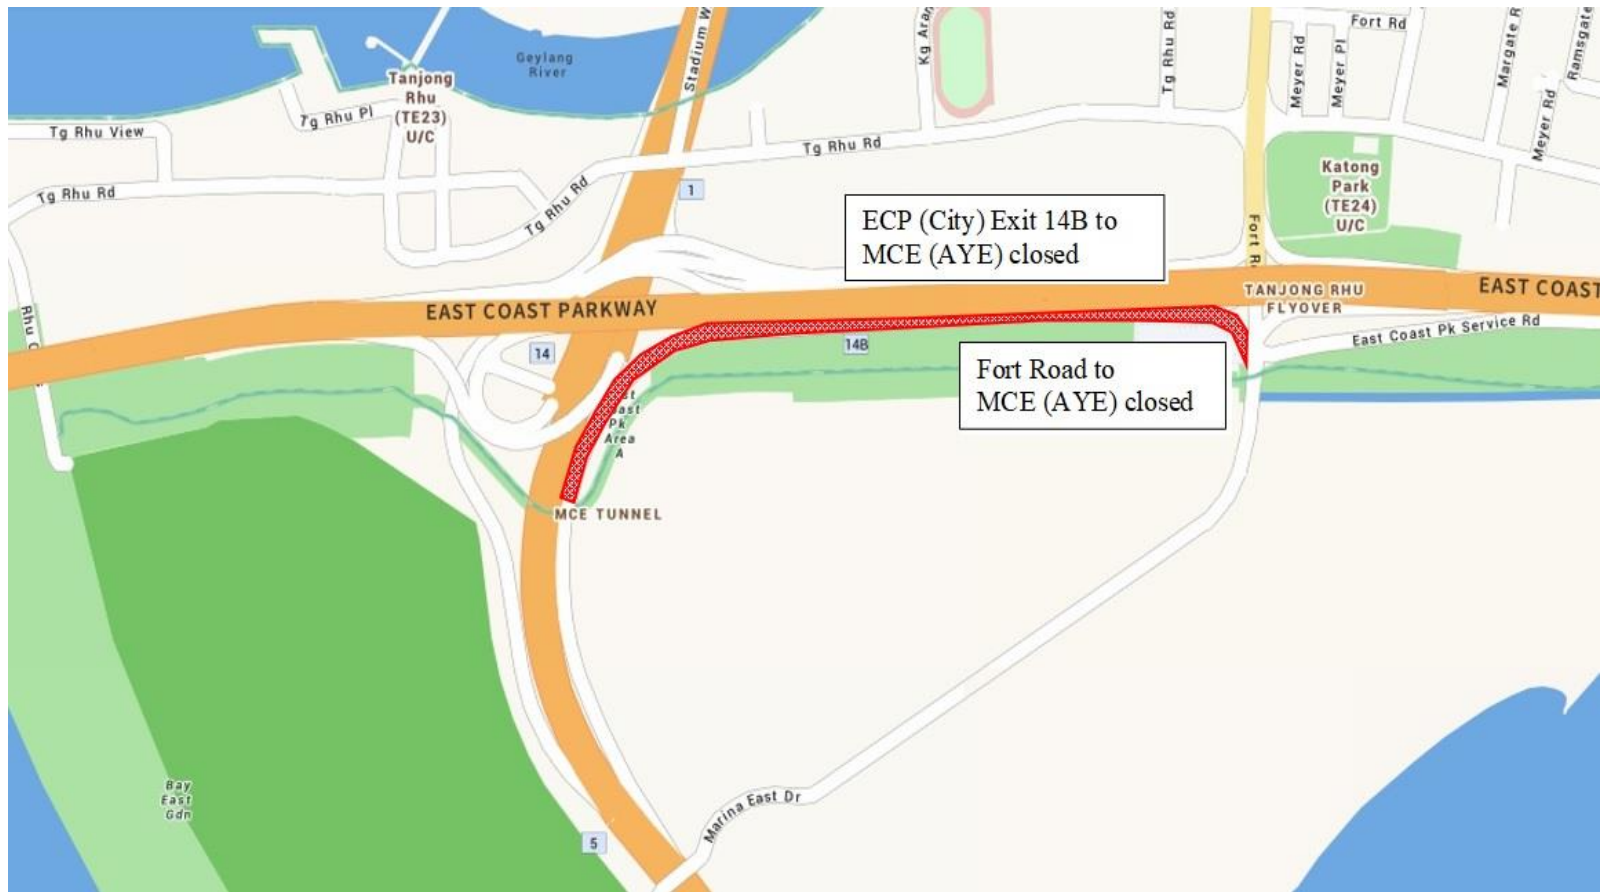 Fort Rd
Stadium W
Kg Aran
Tg Rhu Rd
Meyer Rd
Meyer Pl
Margate R
Ramsgate
Meyer Rd
Geylang
River
Tanjong
Rhu
(TE23)
U/C
Tg Rhu Pl
Tg Rhu View
Tg Rhu Rd
Tg Rhu Rd
Tg Rhu Rd
1
Katong
Park
(TE24)
U/C
ECP (City) Exit 14B to
MCE (AYE) closed
Fort R
EAST COAST PARKWAY
TANJONG RHU
FLYOVER
EAST COAST
East Coast Pk Service Rd
Rhu
14
14B
Fort Road to
MCE (AYE) closed
ast
Pk
Area
A
MCE TUNNEL
Bay
East
Gdn
Marina East Dr
5